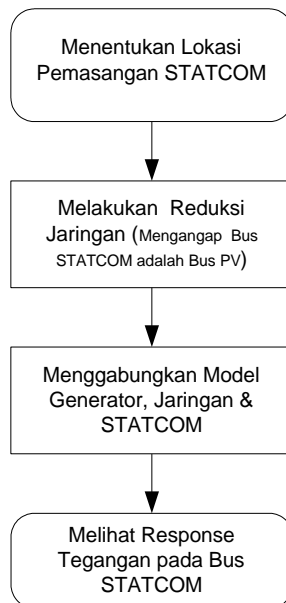 Menentukan Lokasi
Pemasangan STATCOM
Melakukan Reduksi
Jaringan (Mengangap Bus
STATCOM adalah Bus PV)
Menggabungkan Model
Generator, Jaringan &
STATCOM
Melihat Response
Tegangan pada Bus
STATCOM